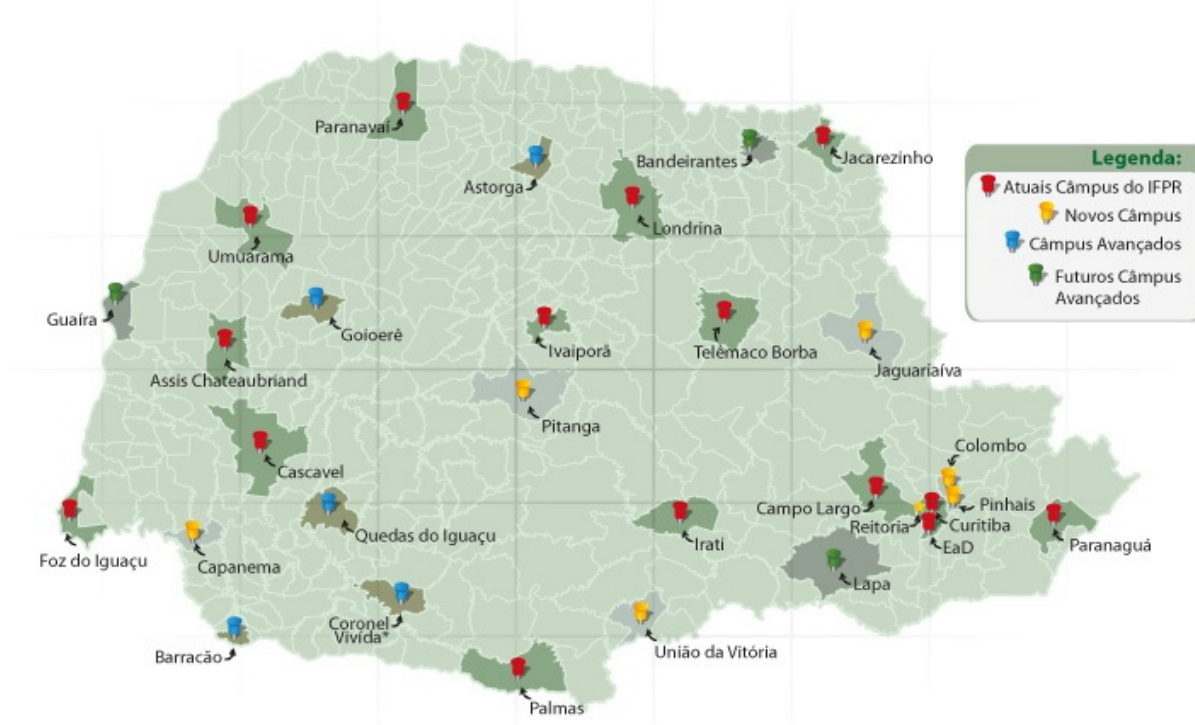 Paranavaí
Astorga
Bandeirantes
Jacarezinho
Legenda:
Atuais Câmpus do IFPR
Novos Câmpus
Câmpus Avançados
Futuros Câmpus
Avançados
Londrina
Umuarama
Guaíra
Goioerê
Ivaiporã
Telêmaco Borba
Jaguariaíva
Assis Chateaubriand
Pitanga
Cascavel
Colombo
Campo Largo
Pinhais
Reitoria
Curitiba
EaD
Paranaguá
Quedas do Iguaçu
Irati
Foz do Iguaçu
Capanema
Lapa
Coronel
Vivida*
Barracão
União da Vitória
Palmas